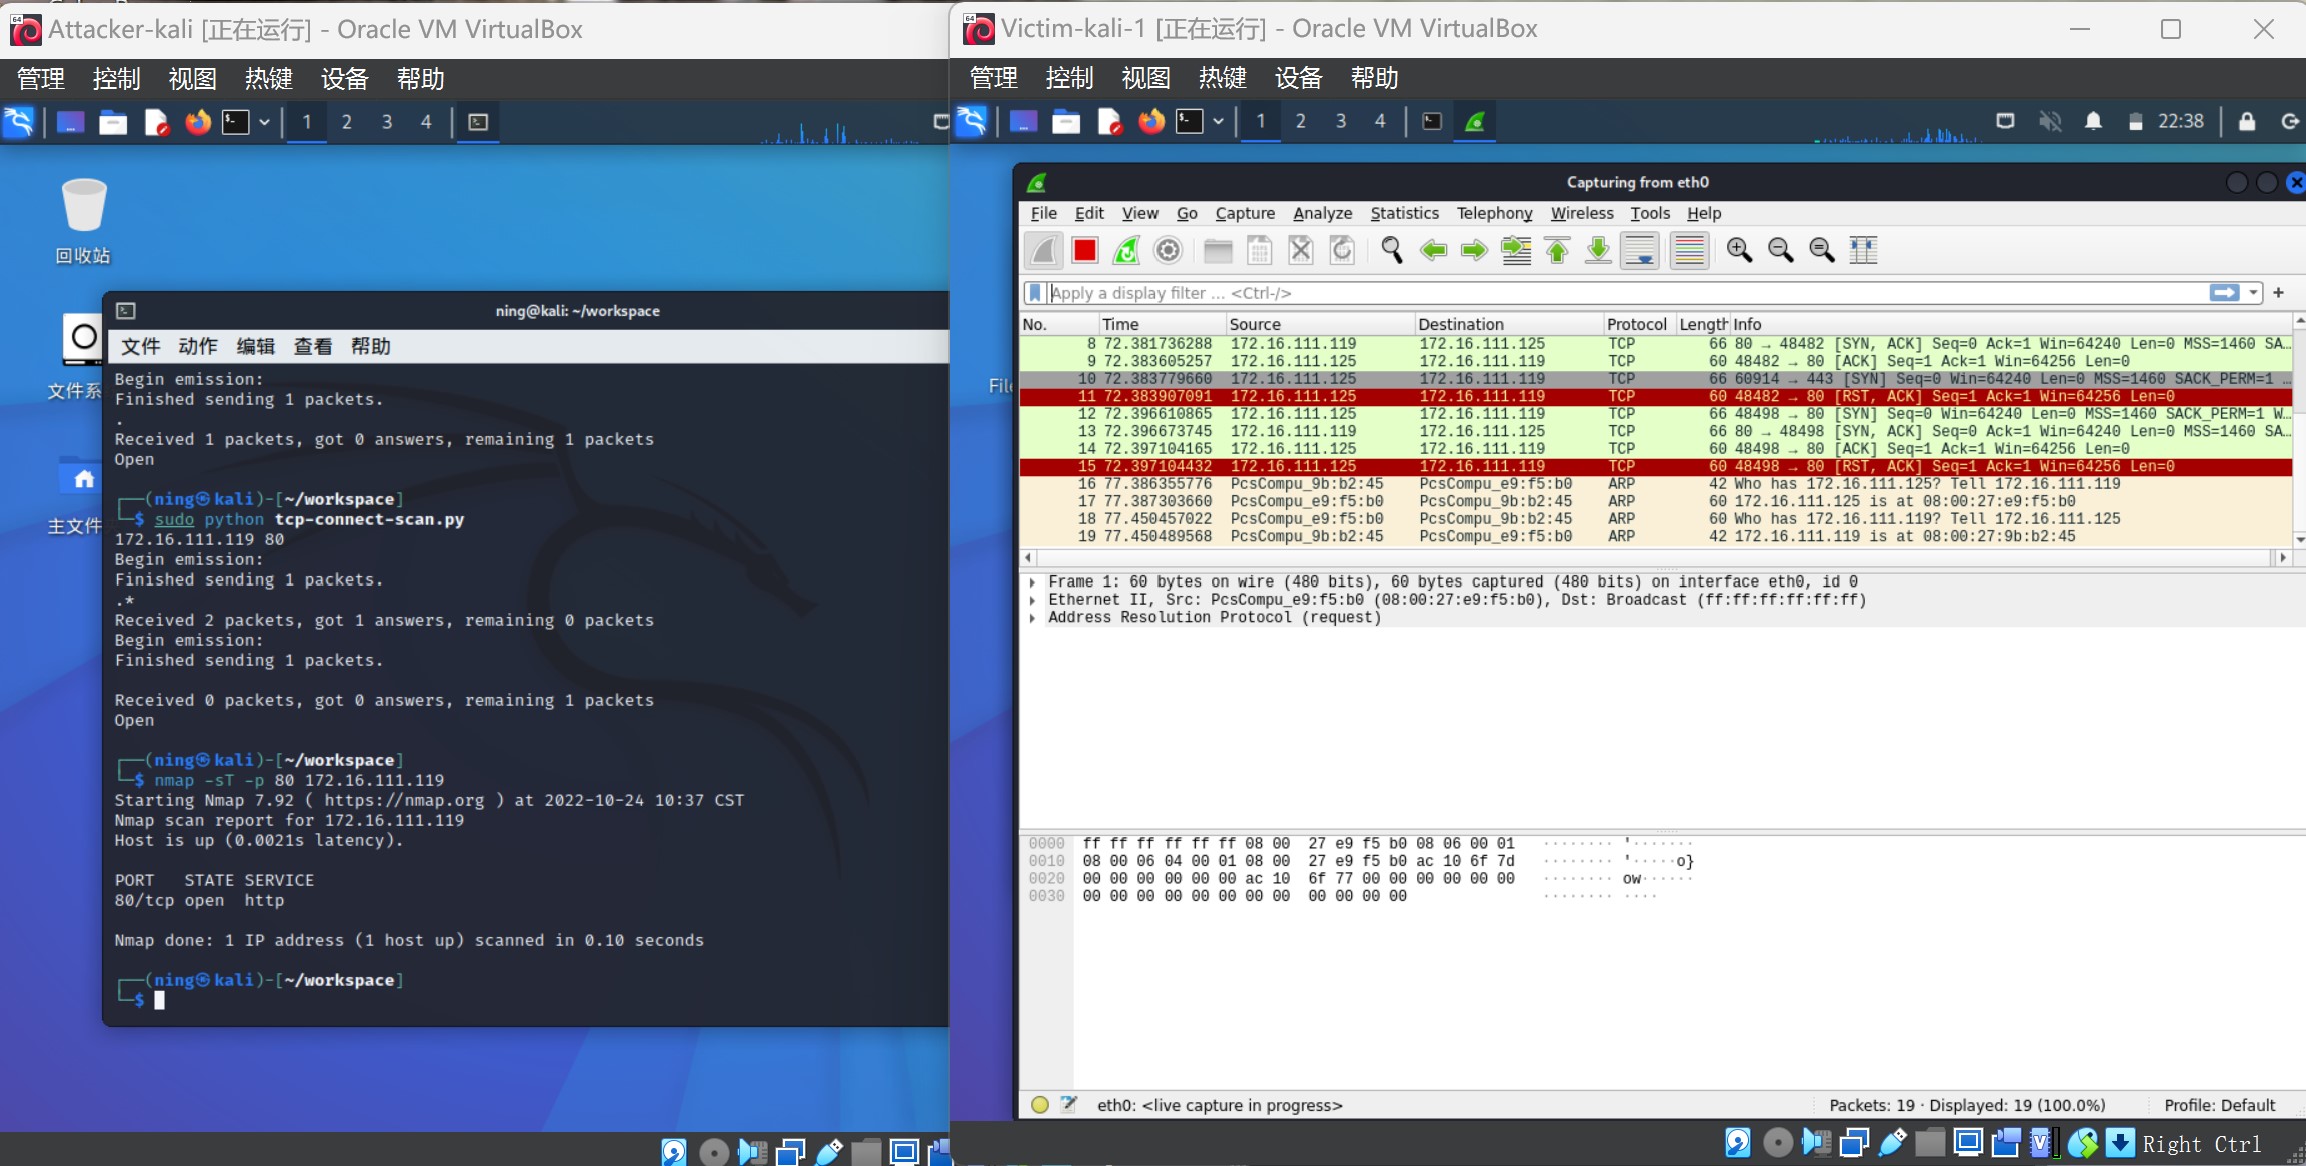 Attacker-kali [正在运行] - Oracle VM VirtualBox
管理 控制 视图 热键 设备 帮助
1 2 3 4
回收站
文件系
主文件
ning@kali: ~/workspace
文件 动作 编辑 查看 帮助
Begin emission:
Finished sending 1 packets.
.
Received 1 packets, got 0 answers, remaining 1 packets
Open
┌──(ning㉿kali)-[~/workspace]
└─$ sudo python tcp-connect-scan.py
172.16.111.119 80
Begin emission:
Finished sending 1 packets.
.*
Received 2 packets, got 1 answers, remaining 0 packets
Begin emission:
Finished sending 1 packets.
Received 0 packets, got 0 answers, remaining 1 packets
Open
┌──(ning㉿kali)-[~/workspace]
└─$ nmap -sT -p 80 172.16.111.119
Starting Nmap 7.92 ( https://nmap.org ) at 2022-10-24 10:37 CST
Nmap scan report for 172.16.111.119
Host is up (0.0021s latency).
PORT STATE SERVICE
80/tcp open http
Nmap done: 1 IP address (1 host up) scanned in 0.10 seconds
┌──(ning㉿kali)-[~/workspace]
└─$
Victim-kali-1 [正在运行] - Oracle VM VirtualBox
管理 控制 视图 热键 设备 帮助
1 2 3 4 22:38
File
Capturing from eth0
File Edit View Go Capture Analyze Statistics Telephony Wireless Tools Help
Apply a display filter ... <Ctrl-/>
No. Time Source Destination Protocol Length Info
8 72.381736288 172.16.111.119 172.16.111.125 TCP 66 80 → 48482 [SYN, ACK] Seq=0 Ack=1 Win=64240 Len=0 MSS=1460 SA…
9 72.383605257 172.16.111.125 172.16.111.119 TCP 60 48482 → 80 [ACK] Seq=1 Ack=1 Win=64256 Len=0
10 72.383779660 172.16.111.125 172.16.111.119 TCP 66 60914 → 443 [SYN] Seq=0 Win=64240 Len=0 MSS=1460 SACK_PERM=1 …
11 72.383907091 172.16.111.125 172.16.111.119 TCP 60 48482 → 80 [RST, ACK] Seq=1 Ack=1 Win=64256 Len=0
12 72.396610865 172.16.111.125 172.16.111.119 TCP 66 48498 → 80 [SYN] Seq=0 Win=64240 Len=0 MSS=1460 SACK_PERM=1 W…
13 72.396673745 172.16.111.119 172.16.111.125 TCP 66 80 → 48498 [SYN, ACK] Seq=0 Ack=1 Win=64240 Len=0 MSS=1460 SA…
14 72.397104165 172.16.111.125 172.16.111.119 TCP 60 48498 → 80 [ACK] Seq=1 Ack=1 Win=64256 Len=0
15 72.397104432 172.16.111.125 172.16.111.119 TCP 60 48498 → 80 [RST, ACK] Seq=1 Ack=1 Win=64256 Len=0
16 77.386355776 PcsCompu_9b:b2:45 PcsCompu_e9:f5:b0 ARP 42 Who has 172.16.111.125? Tell 172.16.111.119
17 77.387303660 PcsCompu_e9:f5:b0 PcsCompu_9b:b2:45 ARP 60 172.16.111.125 is at 08:00:27:e9:f5:b0
18 77.450457022 PcsCompu_e9:f5:b0 PcsCompu_9b:b2:45 ARP 60 Who has 172.16.111.119? Tell 172.16.111.125
19 77.450489568 PcsCompu_9b:b2:45 PcsCompu_e9:f5:b0 ARP 42 172.16.111.119 is at 08:00:27:9b:b2:45
Frame 1: 60 bytes on wire (480 bits), 60 bytes captured (480 bits) on interface eth0, id 0
Ethernet II, Src: PcsCompu_e9:f5:b0 (08:00:27:e9:f5:b0), Dst: Broadcast (ff:ff:ff:ff:ff:ff)
Address Resolution Protocol (request)
0000 ff ff ff ff ff ff 08 00 27 e9 f5 b0 08 06 00 01 ········ '·······
0010 08 00 06 04 00 01 08 00 27 e9 f5 b0 ac 10 6f 7d ········ '·····o}
0020 00 00 00 00 00 00 ac 10 6f 77 00 00 00 00 00 00 ········ ow······
0030 00 00 00 00 00 00 00 00 00 00 00 00 ········ ····
eth0: <live capture in progress> Packets: 19 · Displayed: 19 (100.0%) Profile: Default
Right Ctrl